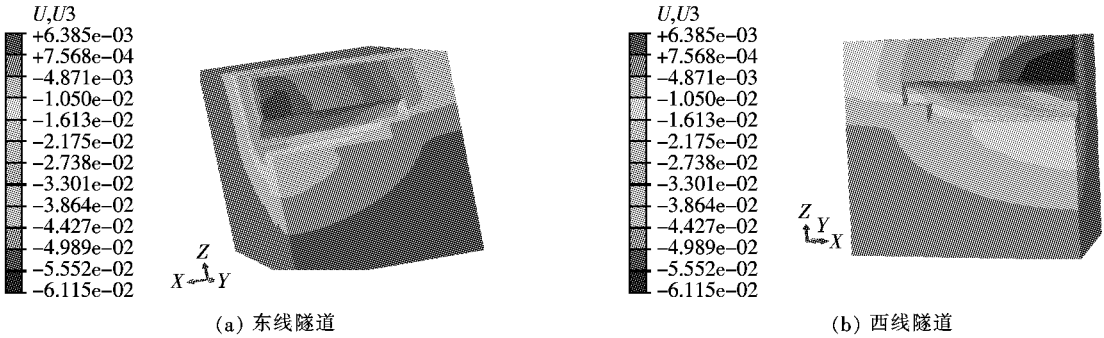 U,U3
+6.385e−03
+7.568e−04
−4.871e−03
−1.050e−02
−1.613e−02
−2.175e−02
−2.738e−02
−3.301e−02
−3.864e−02
−4.427e−02
−4.989e−02
−5.552e−02
−6.115e−02
Z
X
Y
(a) 东线隧道
U,U3
+6.385e−03
+7.568e−04
−4.871e−03
−1.050e−02
−1.613e−02
−2.175e−02
−2.738e−02
−3.301e−02
−3.864e−02
−4.427e−02
−4.989e−02
−5.552e−02
−6.115e−02
Z
Y
X
(b) 西线隧道